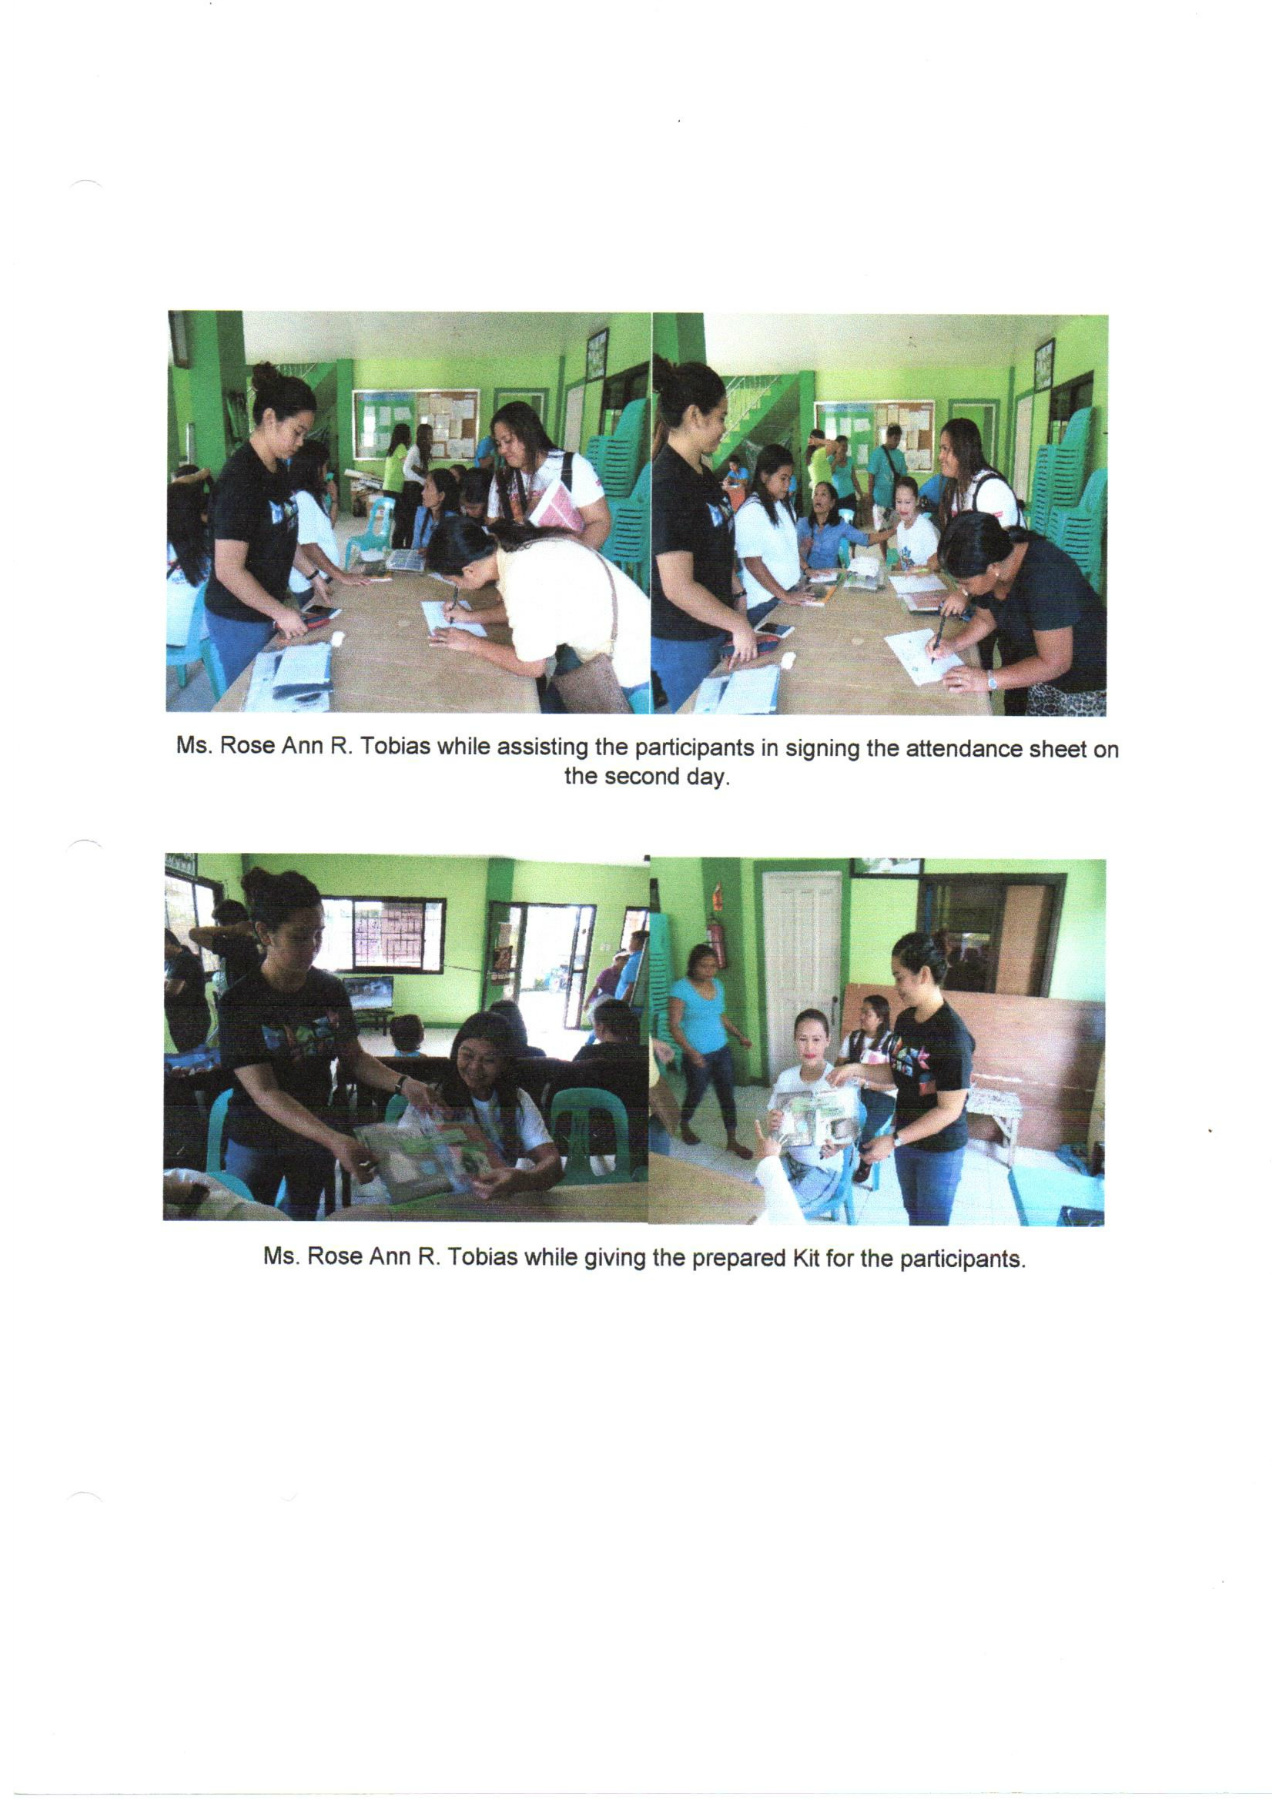 Ms. Rose Ann R. Tobias while assisting the participants in signing the attendance sheet on
the second day.
Ms. Rose Ann R. Tobias while giving the prepared Kit for the participants.